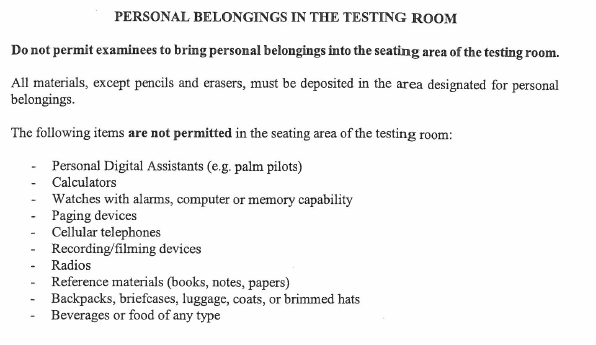 PERSONAL BELONGINGS IN THE TESTING ROOM
Do not permit examinees to bring personal belongings into the seating area of the testing room.
All materials, except pencils and erasers, must be deposited in the area designated for personal
belongings.
The following items are not permitted in the seating area of the testing room:
- Personal Digital Assistants (e.g. palm pilots)
- Calculators
- Watches with alarms, computer or memory capability
- Paging devices
- Cellular telephones
- Recording/filming devices
- Radios
- Reference materials (books, notes, papers)
- Backpacks, briefcases, luggage, coats, or brimmed hats
- Beverages or food of any type